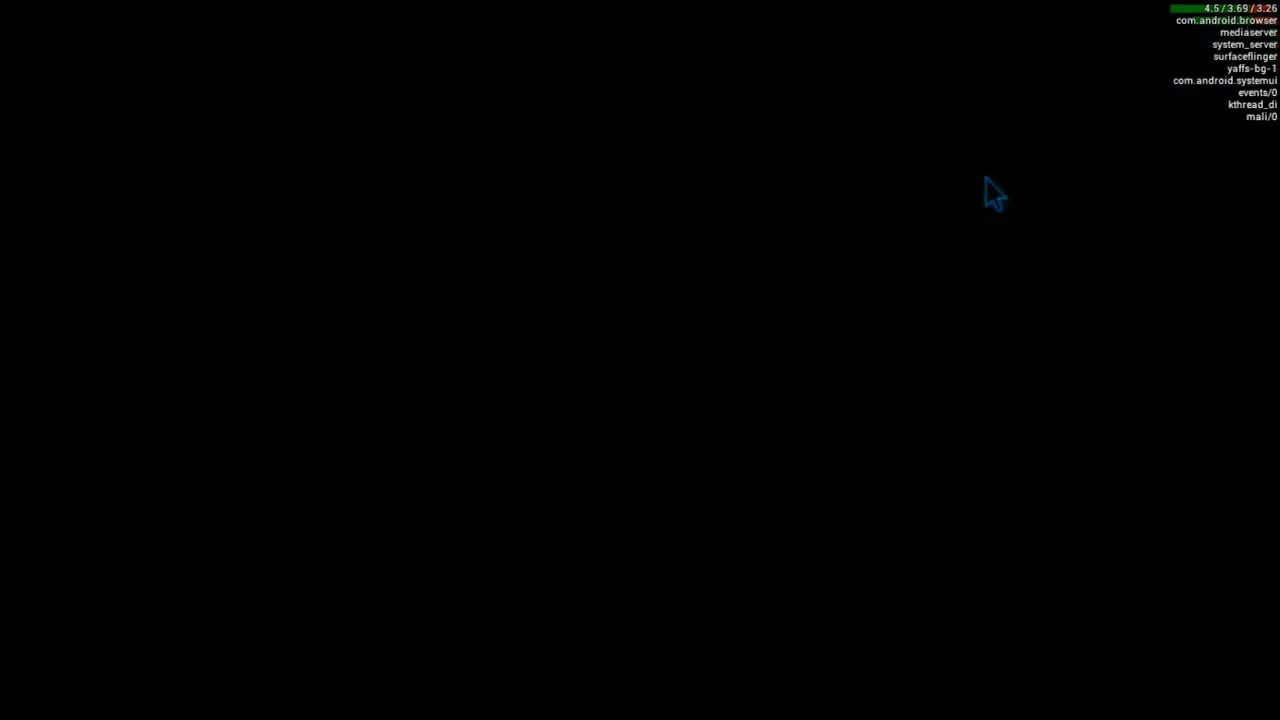 4.5 / 3.69 / 3.26
com.android.browser
mediaserver
system_server
surfaceflinger
yaffs-bg-1
com.android.systemui
events/0
kthread_di
mali/0